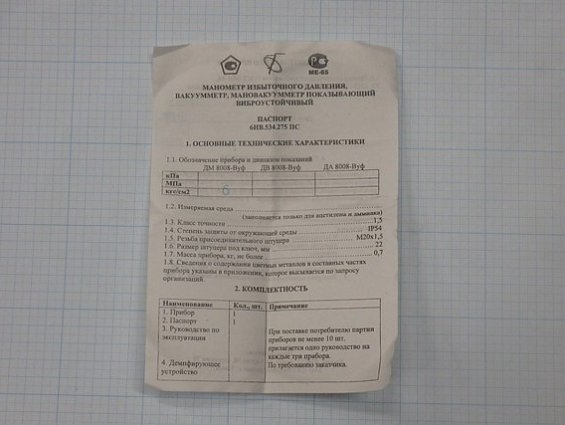 МЕ-65
МАНОМЕТР ИЗБЫТОЧНОГО ДАВЛЕНИЯ,
ВАКУУММЕТР, МАНОВАКУУММЕТР ПОКАЗЫВАЮЩИЙ
ВИБРОУСТОЙЧИВЫЙ
ПАСПОРТ
6НВ.534.275 ПС
1. ОСНОВНЫЕ ТЕХНИЧЕСКИЕ ХАРАКТЕРИСТИКИ
1.1. Обозначение прибора и диапазон показаний
ДМ 8008-Вуф ДВ 8008-Вуф ДА 8008-Вуф
кПа
МПа
кгс/см2 6
1.2. Измеряемая среда
(заполняется только для ацетилена и аммиака)
1.3. Класс точности 1,5
1.4. Степень защиты от окружающей среды IP54
1.5. Резьба присоединительного штуцера М20х1,5
1.6. Размер штуцера под ключ, мм 22
1.7. Масса прибора, кг, не более 0,7
1.8. Сведения о содержании цветных металлов в составных частях
прибора указаны в приложении, которое высылается по запросу
организаций.
2. КОМПЛЕКТНОСТЬ
Наименование Кол., шт. Примечание
1. Прибор 1
2. Паспорт 1
3. Руководство по эксплуатации При поставке потребителю партии
приборов не менее 10 шт.
прилагается одно руководство на
каждые три прибора.
4. Демпфирующее устройство По требованию заказчика.